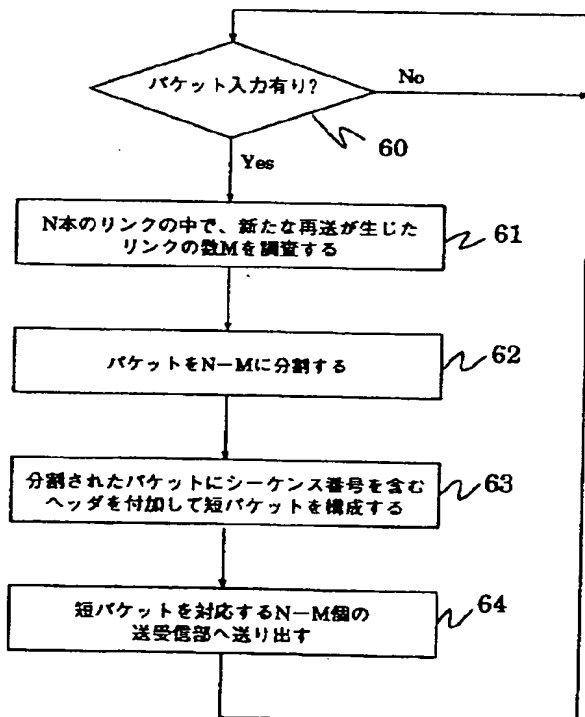 パケット入力有り?
No
60
Yes
N本のリンクの中で、新たな再送が生じた
リンクの数Mを調査する
61
パケットをN−Mに分割する
62
分割されたパケットにシーケンス番号を含む
ヘッダを付加して短パケットを構成する
63
短パケットを対応するN−M個の
送受信部へ送り出す
64